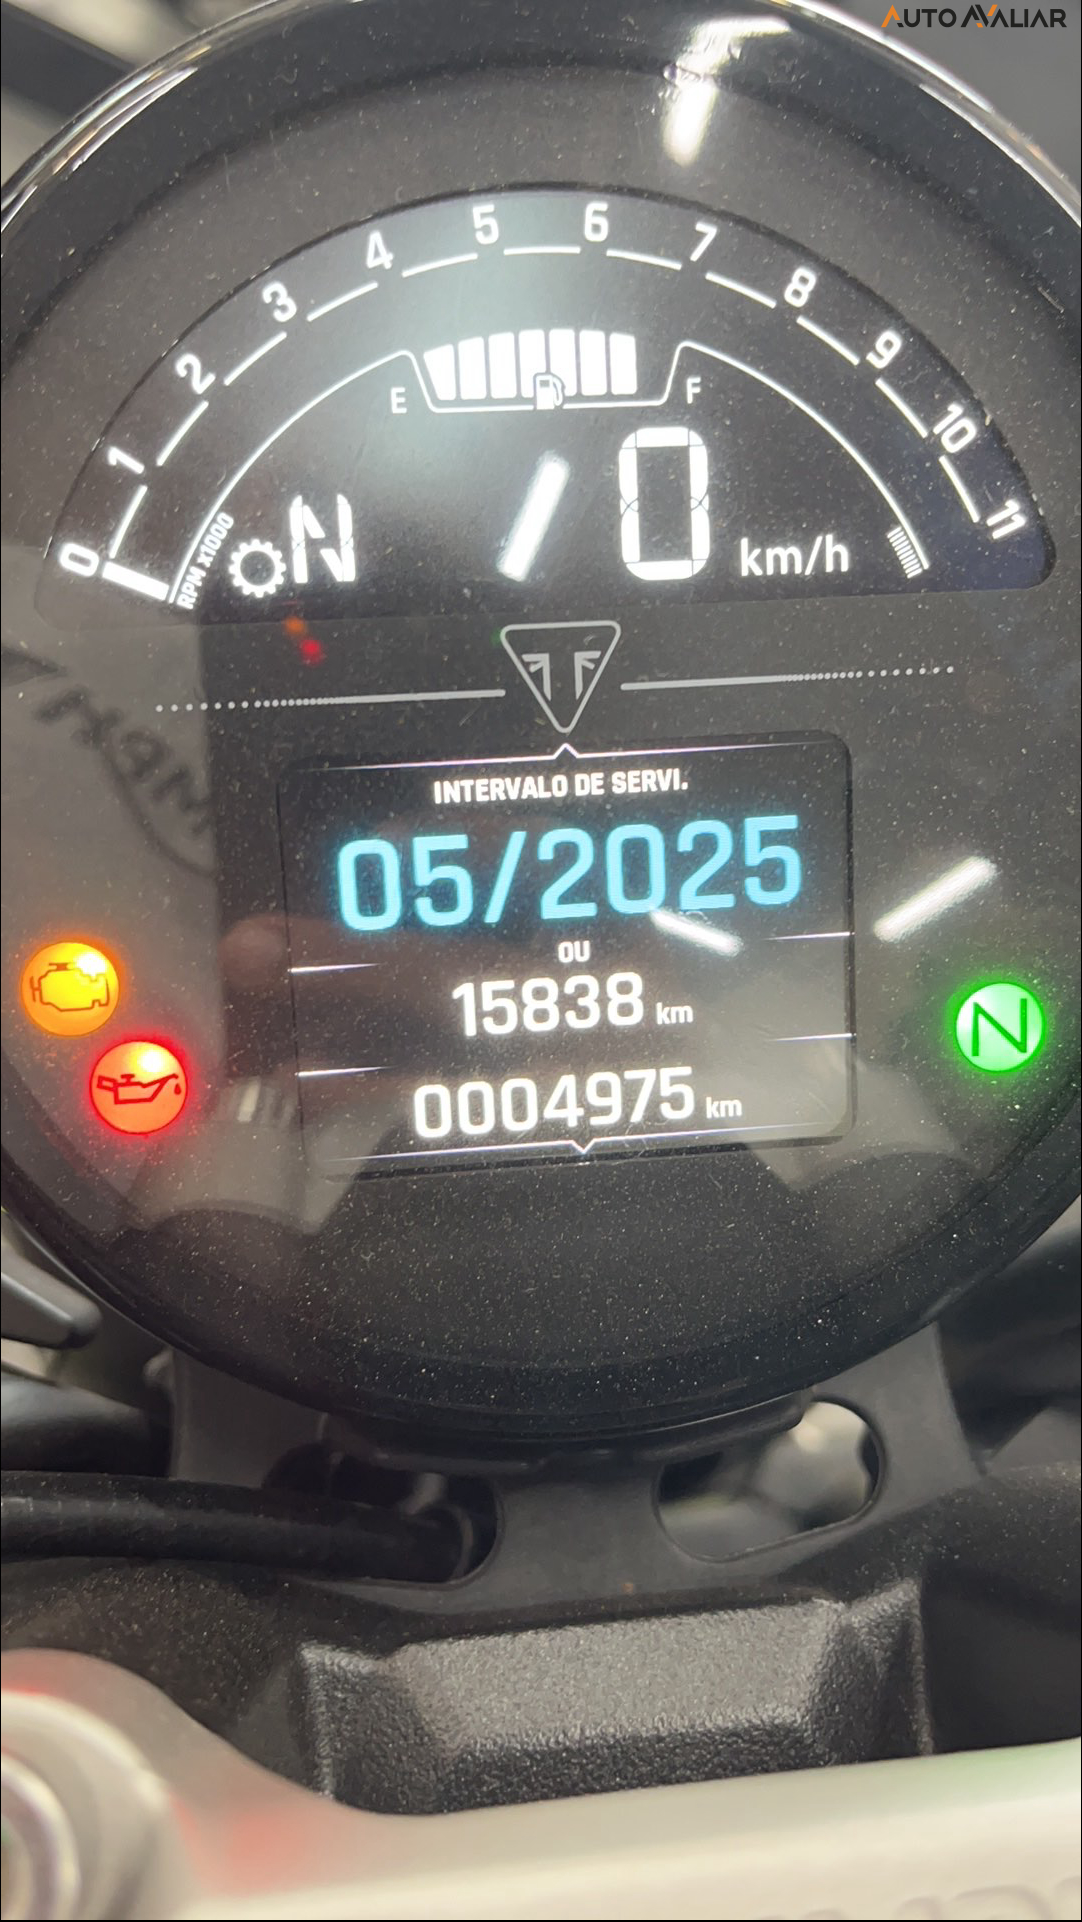 AUTO AVALIAR
0 1 2 3 4 5 6 7 8 9 10 11
E F
RPM X1000
N 0 km/h
INTERVALO DE SERVI.
05/2025
OU
15838 km
0004975 km
N